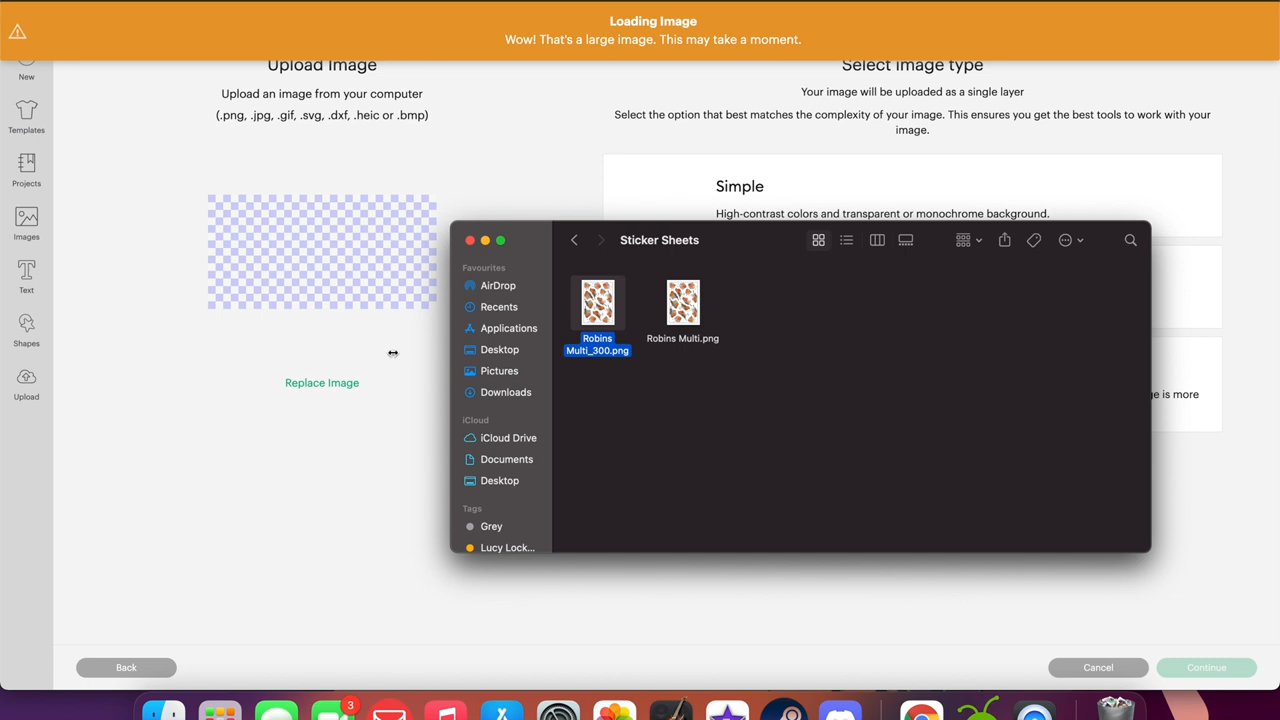 Loading Image
Wow! That's a large image. This may take a moment.
New
Templates
Projects
Images
Text
Shapes
Upload
Upload Image
Upload an image from your computer
(.png, .jpg, .gif, .svg, .dxf, .heic or .bmp)
Replace Image
Select image type
Your image will be uploaded as a single layer
Select the option that best matches the complexity of your image. This ensures you get the best tools to work with your
image.
Simple
High-contrast colors and transparent or monochrome background.
ge is more
Sticker Sheets
Favourites
AirDrop
Recents
Applications
Desktop
Pictures
Downloads
iCloud
iCloud Drive
Documents
Desktop
Tags
Grey
Lucy Lock...
Robins
Multi_300.png
Robins Multi.png
Back
Cancel
Continue
3